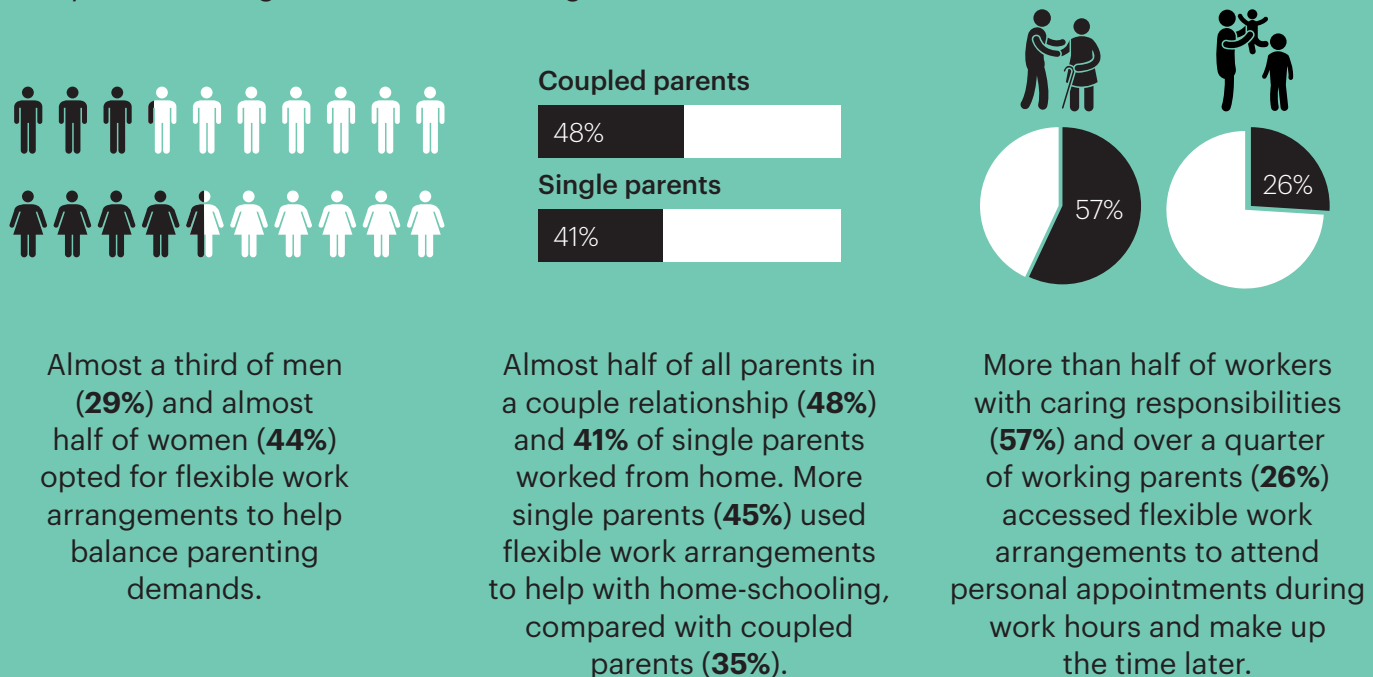 Coupled parents
48%
Single parents
41%
57%
26%
Almost a third of men
(29%) and almost
half of women (44%)
opted for flexible work
arrangements to help
balance parenting
demands.
Almost half of all parents in
a couple relationship (48%)
and 41% of single parents
worked from home. More
single parents (45%) used
flexible work arrangements
to help with home-schooling,
compared with coupled
parents (35%).
More than half of workers
with caring responsibilities
(57%) and over a quarter
of working parents (26%)
accessed flexible work
arrangements to attend
personal appointments during
work hours and make up
the time later.